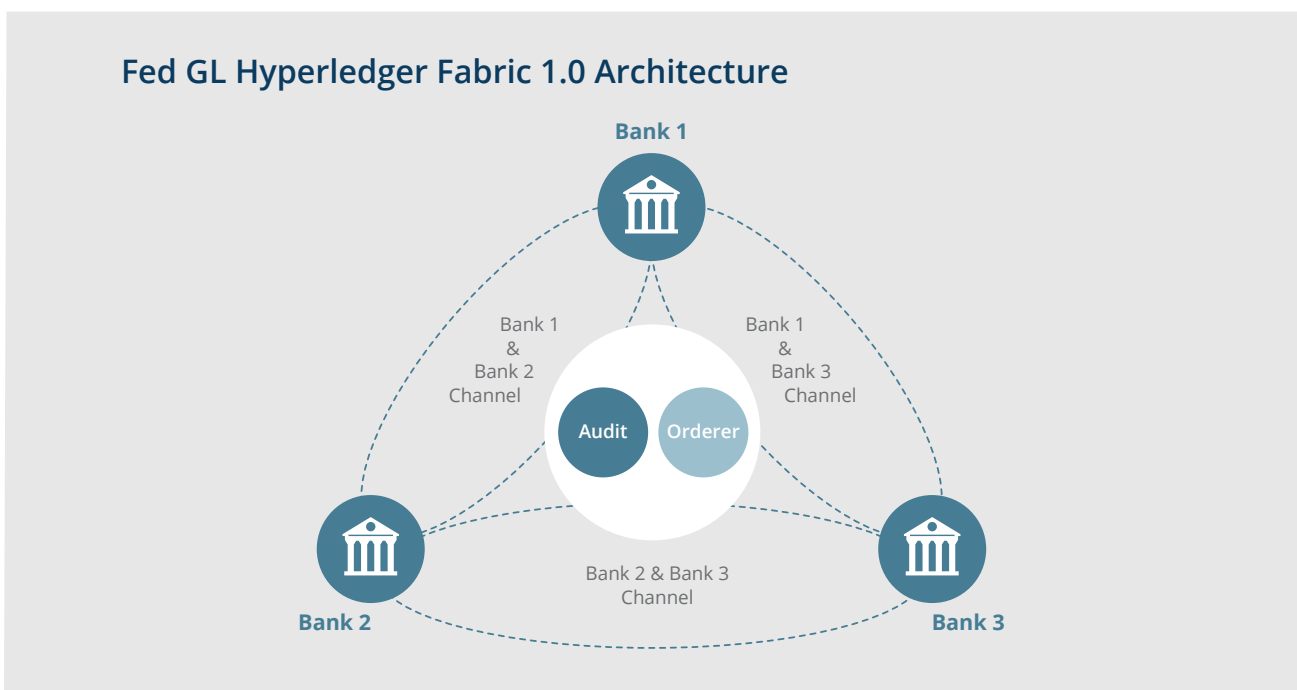 Fed GL Hyperledger Fabric 1.0 Architecture
Bank 1
Bank 1
&
Bank 2
Channel
Bank 1
&
Bank 3
Channel
Audit
Orderer
Bank 2 & Bank 3
Channel
Bank 2
Bank 3